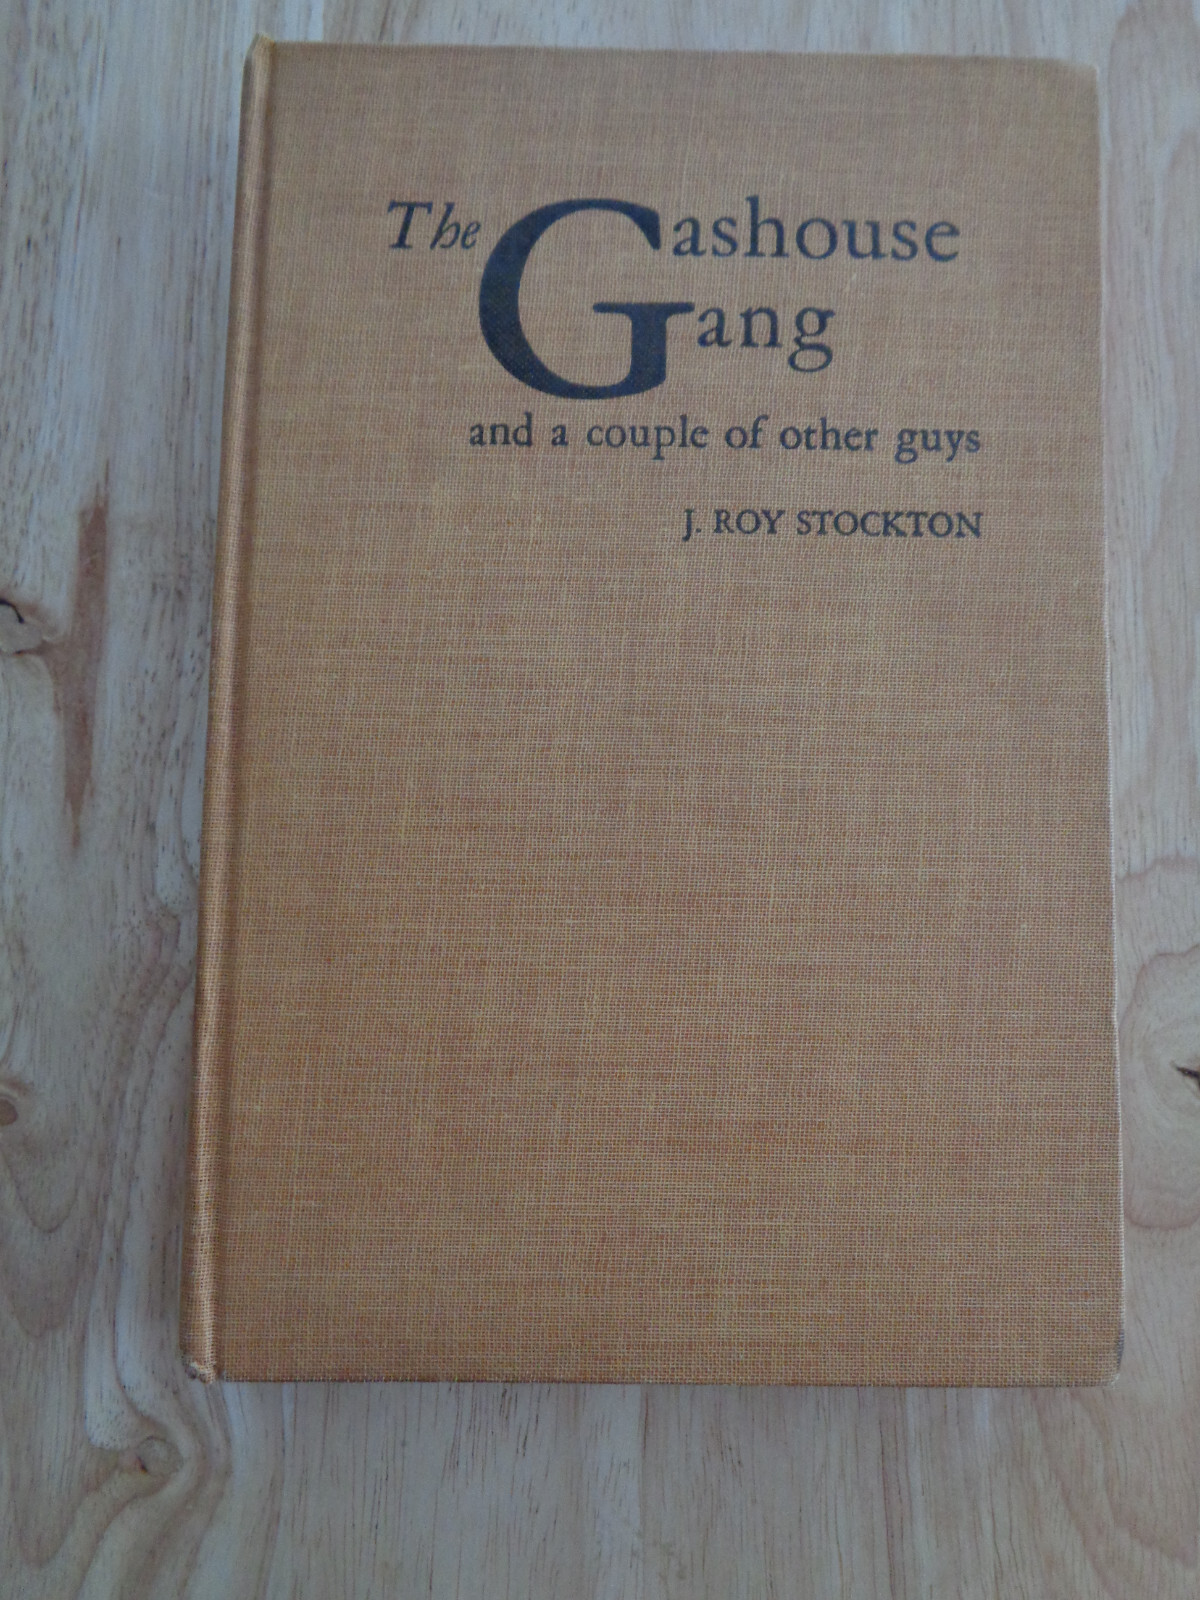 The Gashouse
Gang
and a couple of other guys
J. ROY STOCKTON